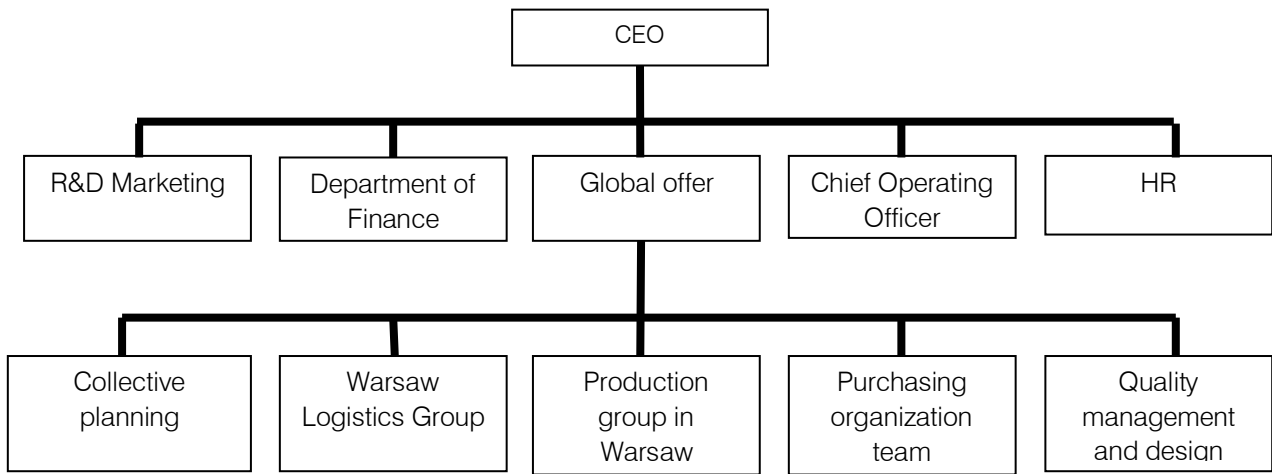 CEO
R&D Marketing
Department of
Finance
Global offer
Chief Operating
Officer
HR
Collective
planning
Warsaw
Logistics Group
Production
group in
Warsaw
Purchasing
organization
team
Quality
management
and design